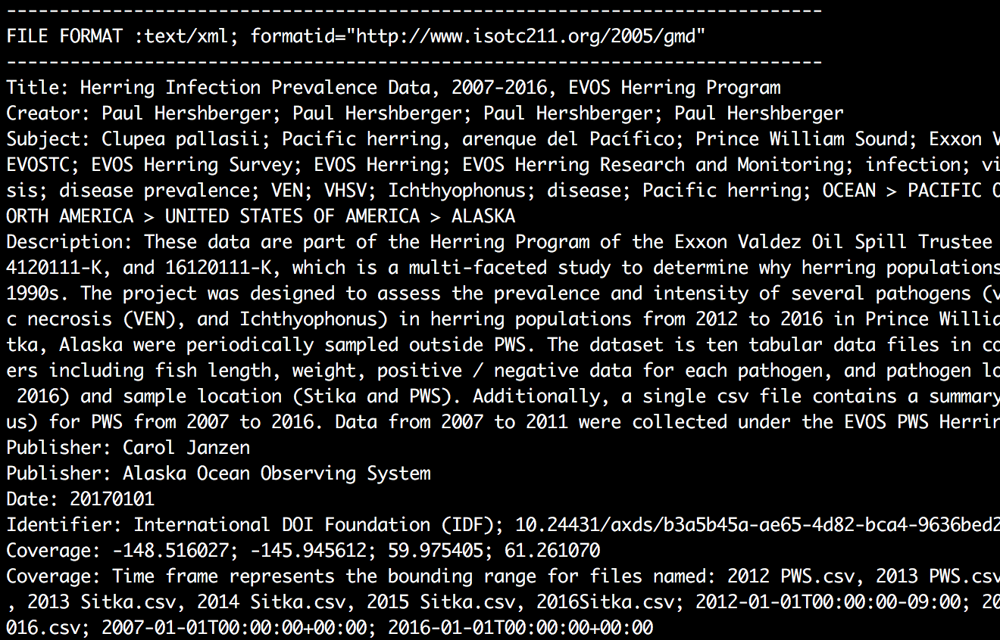 -----------------------------------------------------------------------------
FILE FORMAT :text/xml; formatid="http://www.isotc211.org/2005/gmd"
-----------------------------------------------------------------------------
Title: Herring Infection Prevalence Data, 2007-2016, EVOS Herring Program
Creator: Paul Hershberger; Paul Hershberger; Paul Hershberger; Paul Hershberger
Subject: Clupea pallasii; Pacific herring, arenque del Pacífico; Prince William Sound; Exxon V
EVOSTC; EVOS Herring Survey; EVOS Herring; EVOS Herring Research and Monitoring; infection; vi
sis; disease prevalence; VEN; VHSV; Ichthyophonus; disease; Pacific herring; OCEAN > PACIFIC O
ORTH AMERICA > UNITED STATES OF AMERICA > ALASKA
Description: These data are part of the Herring Program of the Exxon Valdez Oil Spill Trustee
4120111-K, and 16120111-K, which is a multi-faceted study to determine why herring populations
1990s. The project was designed to assess the prevalence and intensity of several pathogens (v
c necrosis (VEN), and Ichthyophonus) in herring populations from 2012 to 2016 in Prince Willia
tka, Alaska were periodically sampled outside PWS. The dataset is ten tabular data files in co
ers including fish length, weight, positive / negative data for each pathogen, and pathogen lo
2016) and sample location (Stika and PWS). Additionally, a single csv file contains a summary
us) for PWS from 2007 to 2016. Data from 2007 to 2011 were collected under the EVOS PWS Herrin
Publisher: Carol Janzen
Publisher: Alaska Ocean Observing System
Date: 20170101
Identifier: International DOI Foundation (IDF); 10.24431/axds/b3a5b45a-ae65-4d82-bca4-9636bed2
Coverage: -148.516027; -145.945612; 59.975405; 61.261070
Coverage: Time frame represents the bounding range for files named: 2012 PWS.csv, 2013 PWS.csv
, 2013 Sitka.csv, 2014 Sitka.csv, 2015 Sitka.csv, 2016Sitka.csv; 2012-01-01T00:00:00-09:00; 20
016.csv; 2007-01-01T00:00:00+00:00; 2016-01-01T00:00:00+00:00